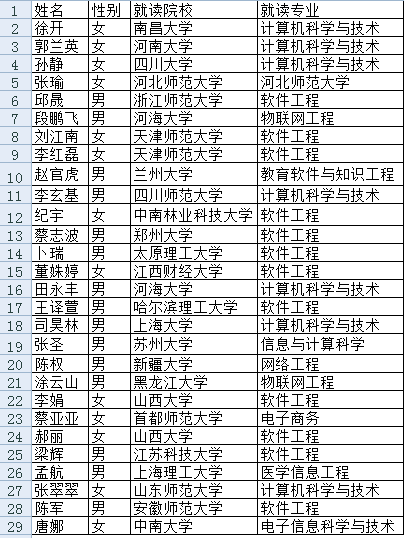 1 姓名 性别 就读院校 就读专业
2 徐开 女 南昌大学 计算机科学与技术
3 郭兰英 女 河南大学 计算机科学与技术
4 孙静 女 四川大学 计算机科学与技术
5 张瑜 女 河北师范大学 河北师范大学
6 邱晟 男 浙江师范大学 软件工程
7 段鹏飞 男 河海大学 物联网工程
8 刘江南 女 天津师范大学 软件工程
9 李红磊 女 天津师范大学 软件工程
10 赵官虎 男 兰州大学 教育软件与知识工程
11 李玄基 男 四川师范大学 计算机科学与技术
12 纪宇 女 中南林业科技大学 软件工程
13 蔡志波 男 郑州大学 软件工程
14 卜瑞 男 太原理工大学 软件工程
15 董姝婷 女 江西财经大学 软件工程
16 田永丰 男 河海大学 计算机科学与技术
17 王译萱 男 哈尔滨理工大学 软件工程
18 司昊林 男 上海大学 计算机科学与技术
19 张圣 男 苏州大学 信息与计算科学
20 陈权 男 新疆大学 网络工程
21 涂云山 男 黑龙江大学 物联网工程
22 李娟 女 山西大学 软件工程
23 蔡亚亚 女 首都师范大学 电子商务
24 郝丽 女 山西大学 软件工程
25 梁辉 男 江苏科技大学 软件工程
26 孟航 男 上海理工大学 医学信息工程
27 张翠翠 女 山东师范大学 计算机科学与技术
28 陈军 男 安徽师范大学 软件工程
29 唐娜 女 中南大学 电子信息科学与技术